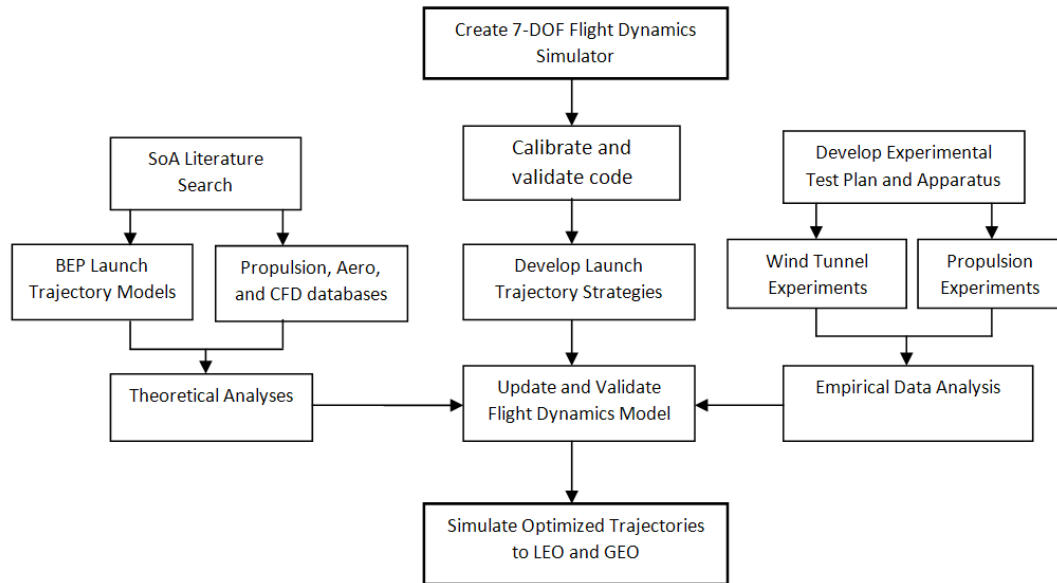 Create 7-DOF Flight Dynamics
Simulator
SoA Literature
Search
Calibrate and
validate code
Develop Experimental
Test Plan and Apparatus
BEP Launch
Trajectory Models
Propulsion, Aero,
and CFD databases
Develop Launch
Trajectory Strategies
Wind Tunnel
Experiments
Propulsion
Experiments
Theoretical Analyses
Update and Validate
Flight Dynamics Model
Empirical Data Analysis
Simulate Optimized Trajectories
to LEO and GEO